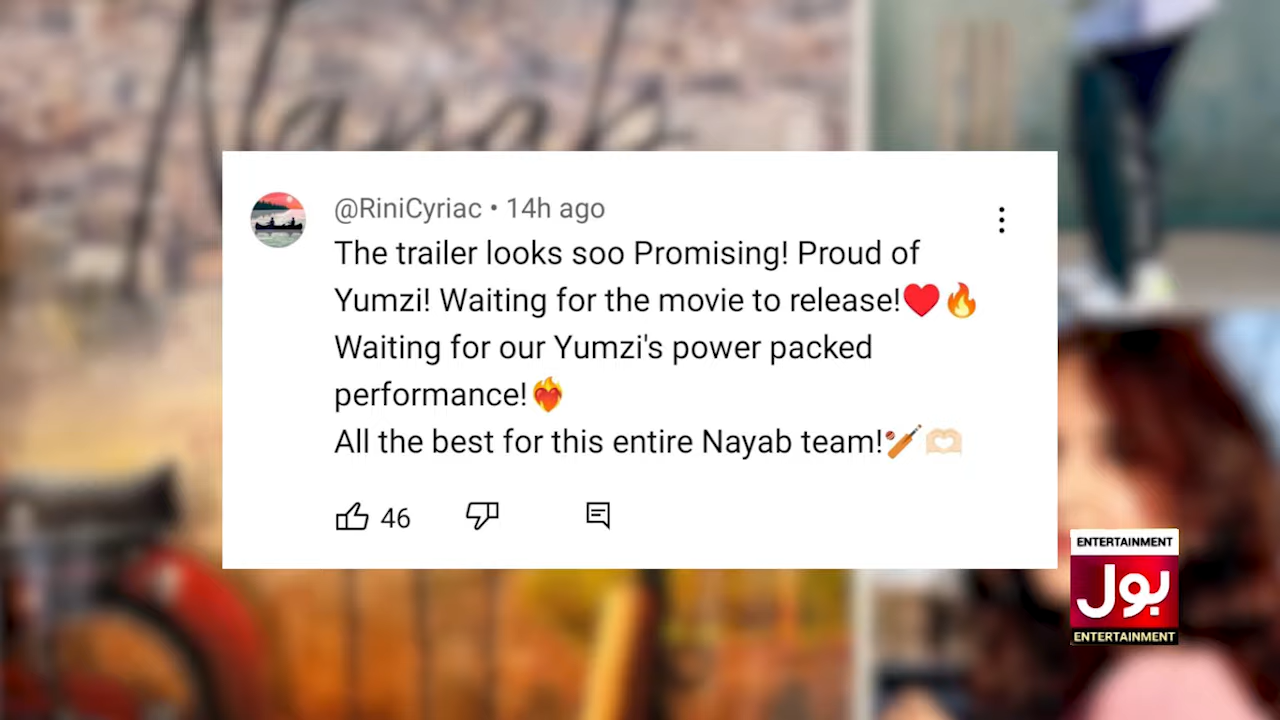 Nayab
@RiniCyriac • 14h ago
The trailer looks soo Promising! Proud of
Yumzi! Waiting for the movie to release!❤️🔥
Waiting for our Yumzi's power packed
performance!❤️‍🔥
All the best for this entire Nayab team!🏏🫶🏻
46
ENTERTAINMENT
بول
ENTERTAINMENT